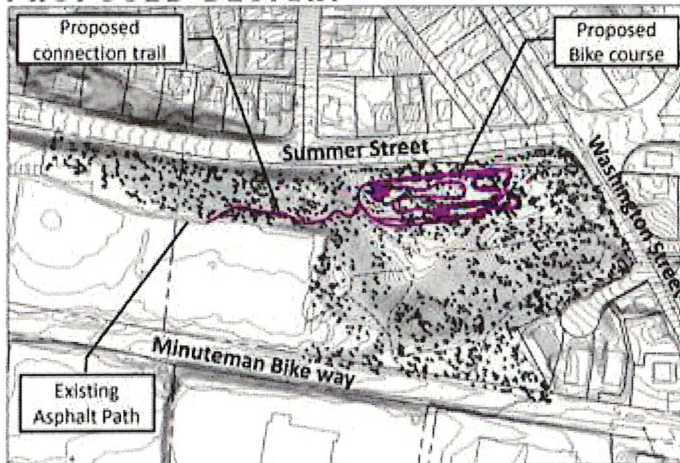 Proposed
connection trail
Proposed
Bike course
Summer Street
Washington Street
Minuteman Bike way
Existing
Asphalt Path